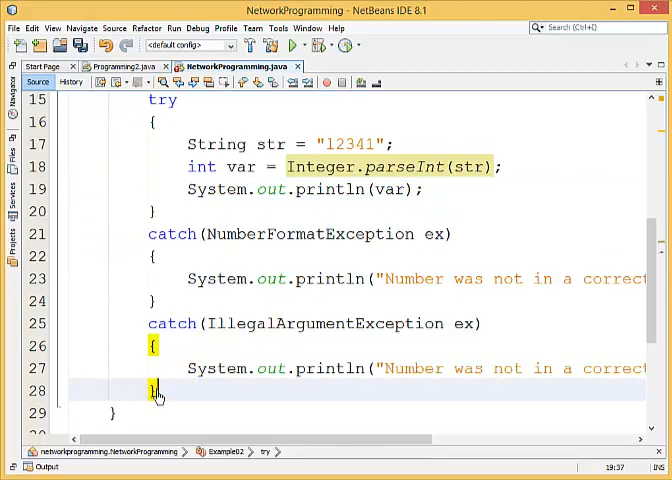 NetworkProgramming - NetBeans IDE 8.1
File Edit View Navigate Source Refactor Run Debug Profile Team Tools Window Help
Search (Ctrl+I)
<default config>
Start Page
Programming2.java
NetworkProgramming.java
Source History
Navigator
Files
Services
Projects
15 try
16 {
17 String str = "12341";
18 int var = Integer.parseInt(str);
19 System.out.println(var);
20 }
21 catch(NumberFormatException ex)
22 {
23 System.out.println("Number was not in a correct
24 }
25 catch(IllegalArgumentException ex)
26 {
27 System.out.println("Number was not in a correct
28 }
29 }
networkprogramming.NetworkProgramming Example02 try
Output 19:37 INS